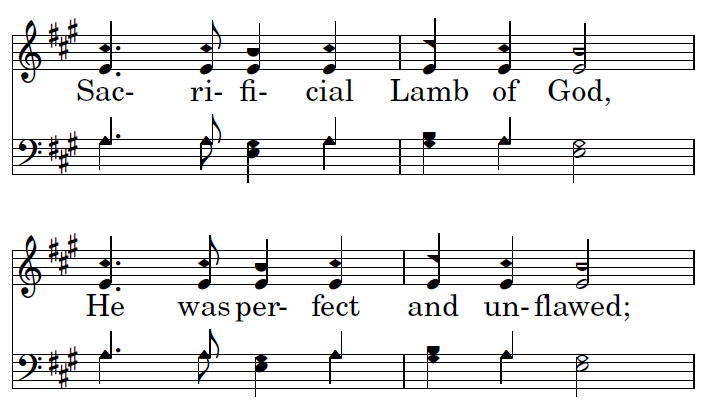 Sac- ri- fi- cial Lamb of God,
He was per- fect and un- flawed;